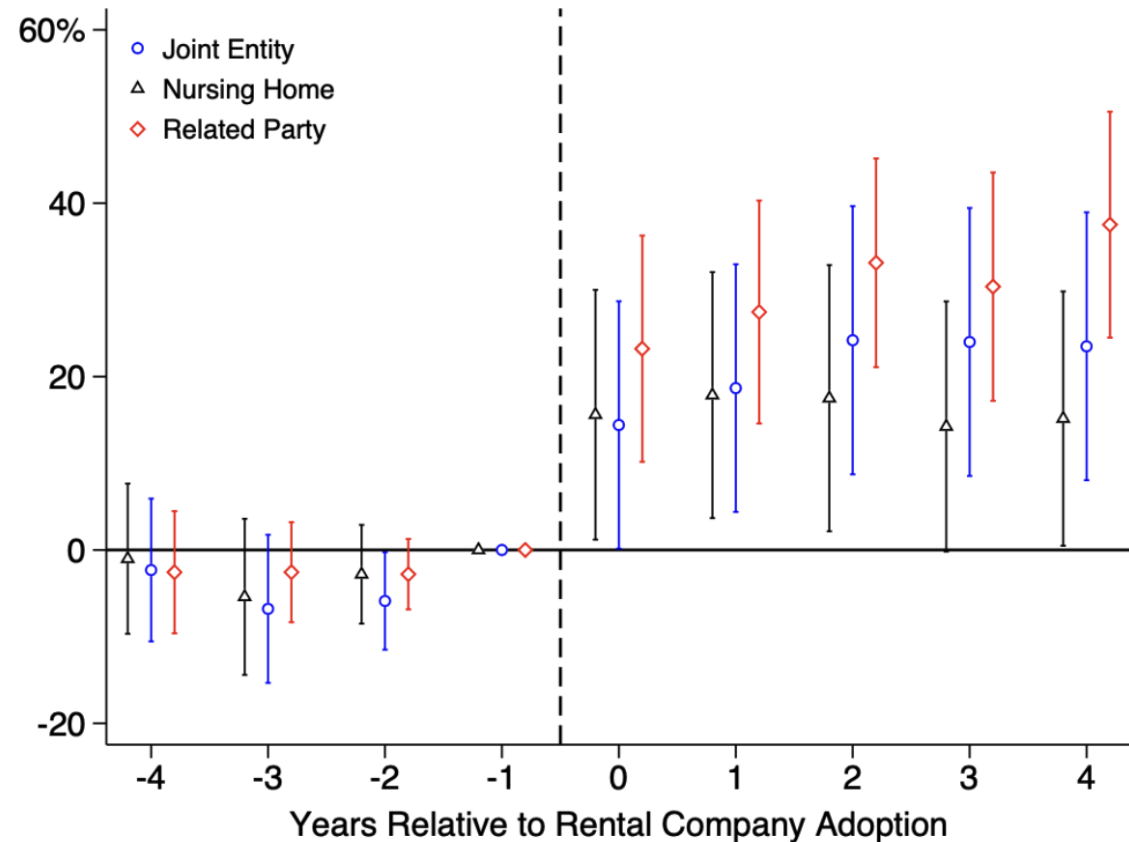 60%
40
20
0
-20
Joint Entity
Nursing Home
Related Party
-4 -3 -2 -1 0 1 2 3 4
Years Relative to Rental Company Adoption